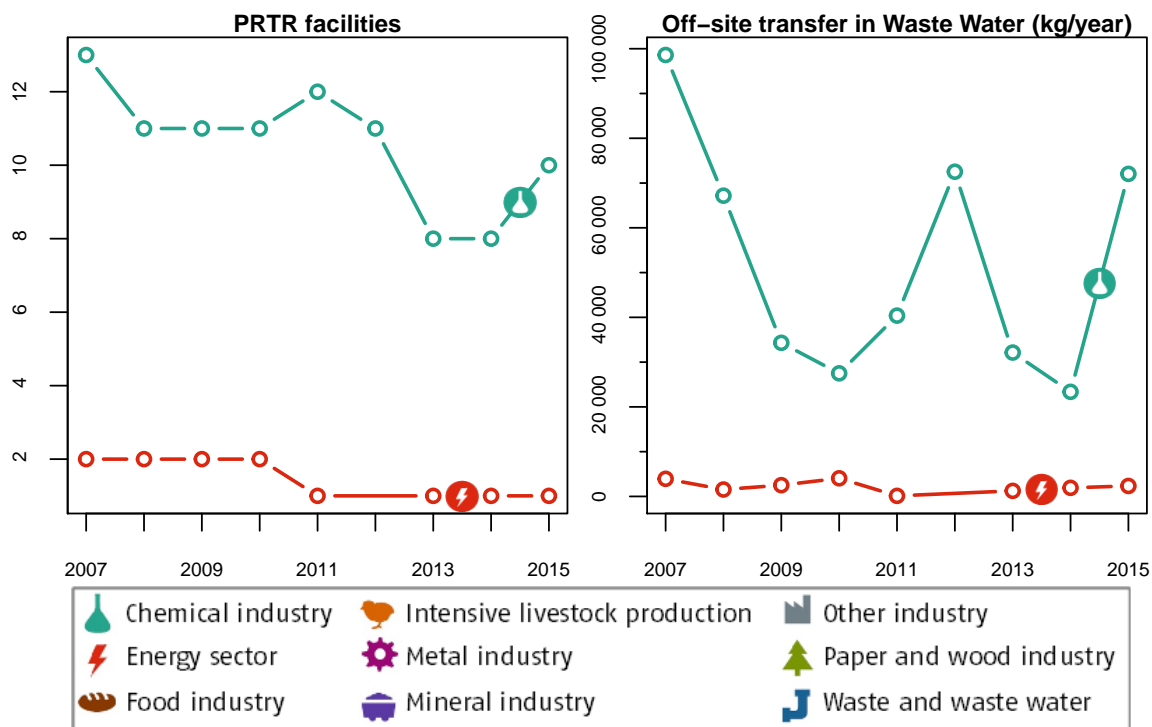 PRTR facilities
12
10
8
6
4
2
2007 2009 2011 2013 2015
Off−site transfer in Waste Water (kg/year)
100 000
80 000
60 000
40 000
20 000
0
2007 2009 2011 2013 2015
Chemical industry Intensive livestock production Other industry
Energy sector Metal industry Paper and wood industry
Food industry Mineral industry Waste and waste water